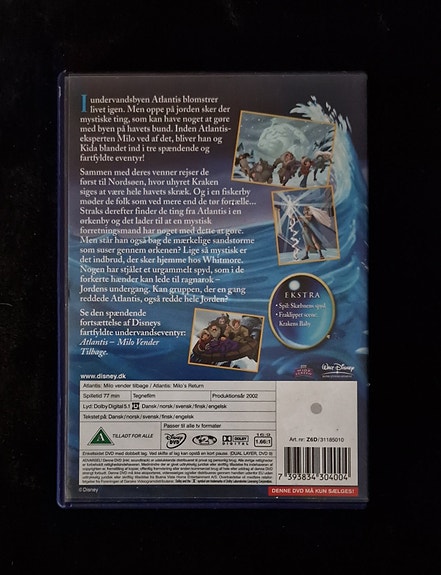 I undervandsbyen Atlantis blomstrer
livet igen. Men oppe på jorden sker der
mystiske ting, som kan have noget at gøre
med byen på havets bund. Inden Atlantis-
eksperten Milo ved af det, bliver han og
Kida blandet ind i tre spændende og
fartfyldte eventyr!
Sammen med deres venner rejser de
først til Nordsøen, hvor uhyret Kraken
siges at være hele havets skræk. Og i en fiskerby
møder de folk som ved mere end de tør fortælle...
Straks derefter finder de ting fra Atlantis i en
ørkenby og det lader til at en mystisk
forretningsmand har noget med dette at gøre.
Men står han også bag de mærkelige sandstorme
som suser gennem ørkenen? Lige så mystisk er
det indbrud, der sker hjemme hos Whitmore.
Nogen har stjålet et urgammelt spyd, som i de
forkerte hænder kan lede til ragnarok -
Jordens undergang. Kan gruppen, der en gang
reddede Atlantis, også redde hele Jorden?
Se den spændende
fortsættelse af Disneys
fartfyldte undervandseventyr:
Atlantis – Milo Vender
Tilbage.
EKSTRA
• Spil: Skæbnens spyd
• Fraklippet scene:
Krakens Baby
www.disney.dk
WALT DISNEY
Atlantis: Milo vender tilbage / Atlantis: Milo's Return
Spilletid 77 min
Tegnefilm
Produktionsår 2002
Lyd: Dolby Digital 5.1 Dansk/norsk/svensk/finsk/engelsk
Tekstet på: Dansk/norsk/svensk/finsk/engelsk
Passer til alle tv formater
A
TILLADT FOR ALLE
Disney DVD
2
DOLBY DIGITAL
16:9
1.66:1
Art. nr: Z6D/31185010
7 393834 304004
© Disney
DENNE DVD MÅ KUN SÆLGES!